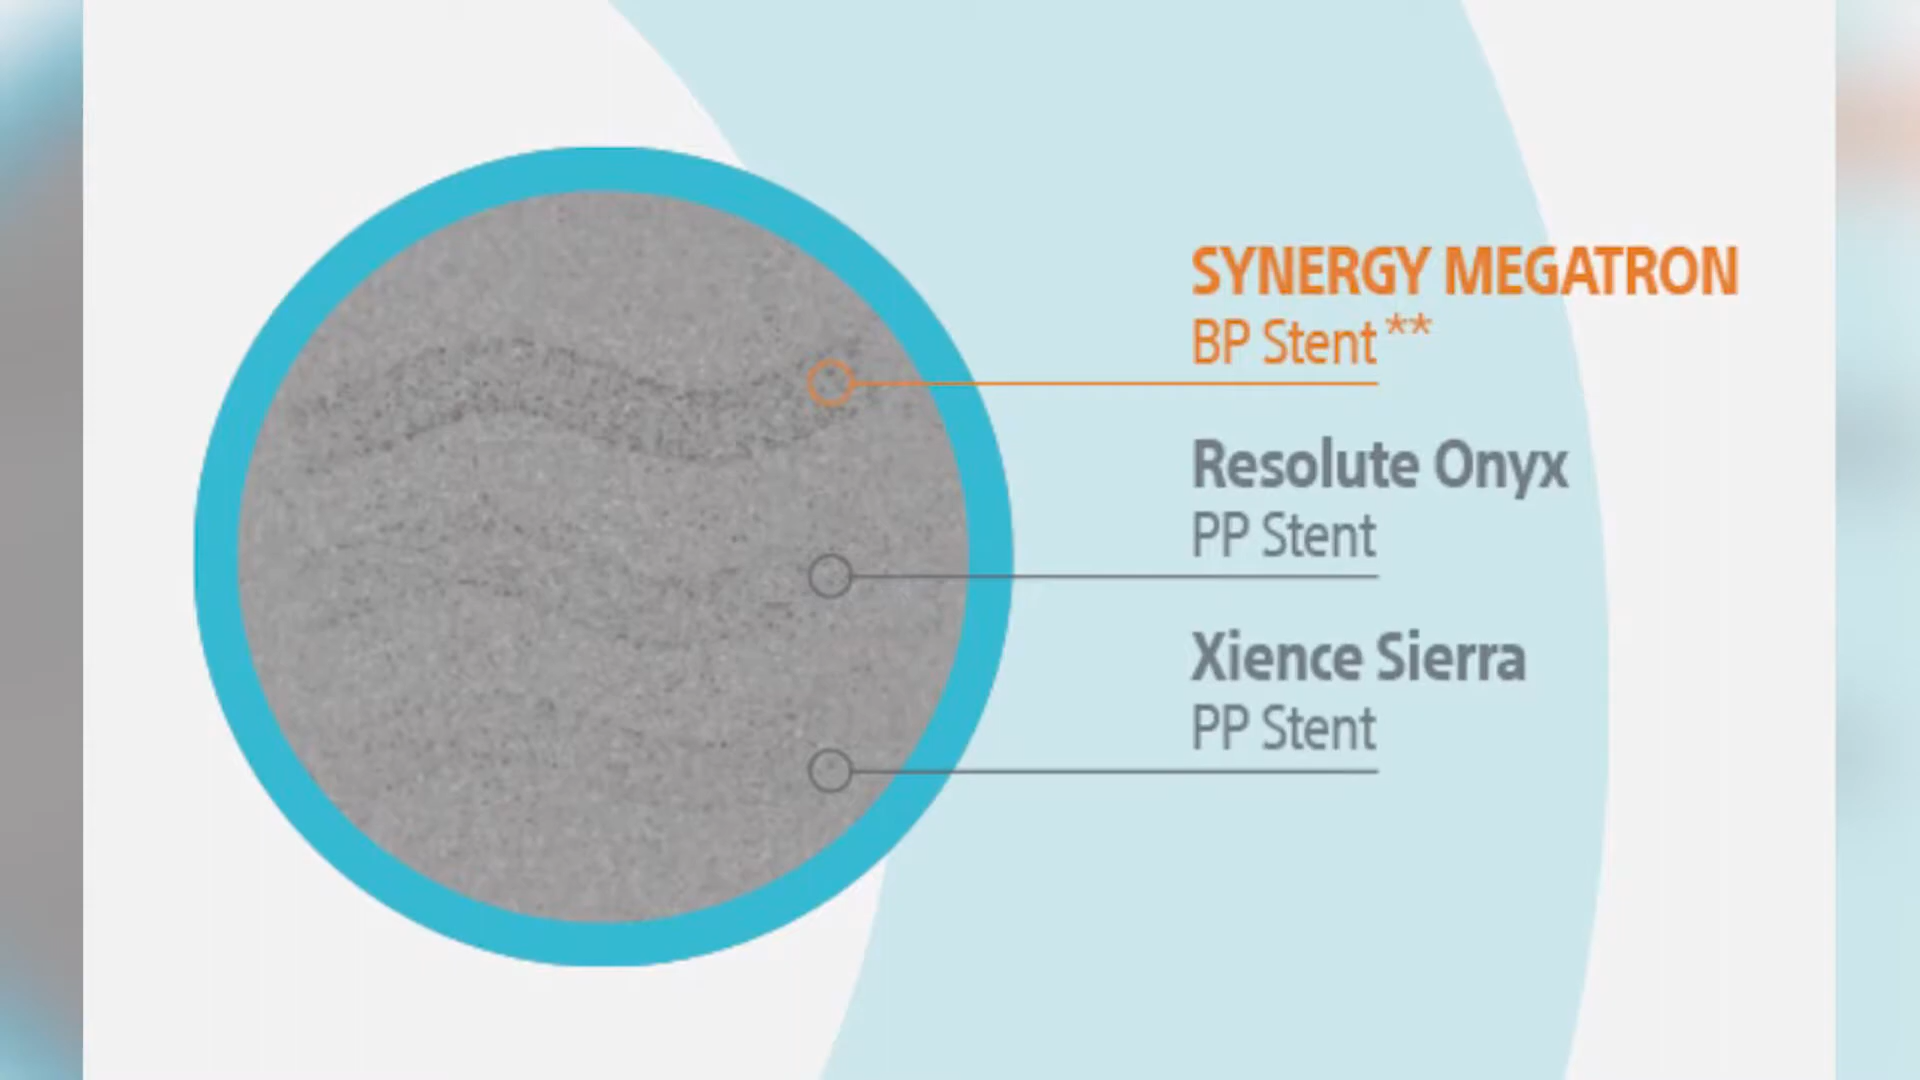 SYNERGY MEGATRON
BP Stent**
Resolute Onyx
PP Stent
Xience Sierra
PP Stent